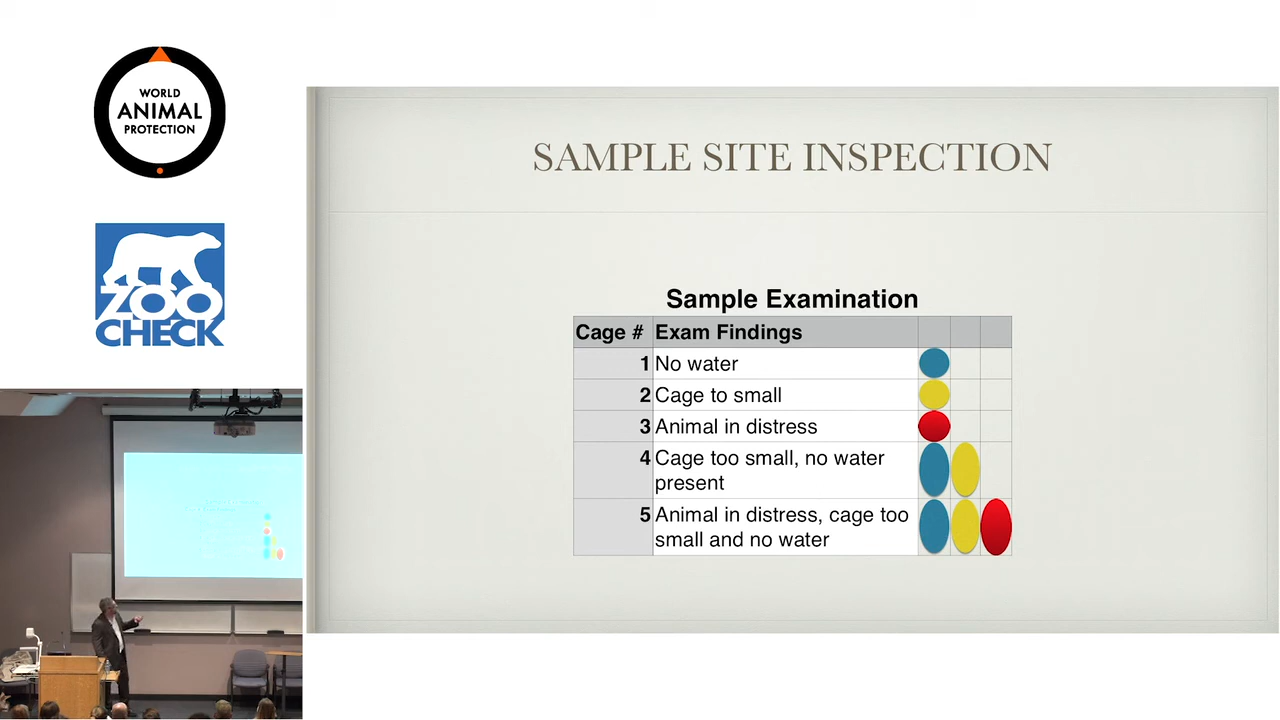 WORLD
ANIMAL
PROTECTION
ZOO
CHECK
SAMPLE SITE INSPECTION
Sample Examination
Cage # Exam Findings
1 No water
2 Cage to small
3 Animal in distress
4 Cage too small, no water
present
5 Animal in distress, cage too
small and no water